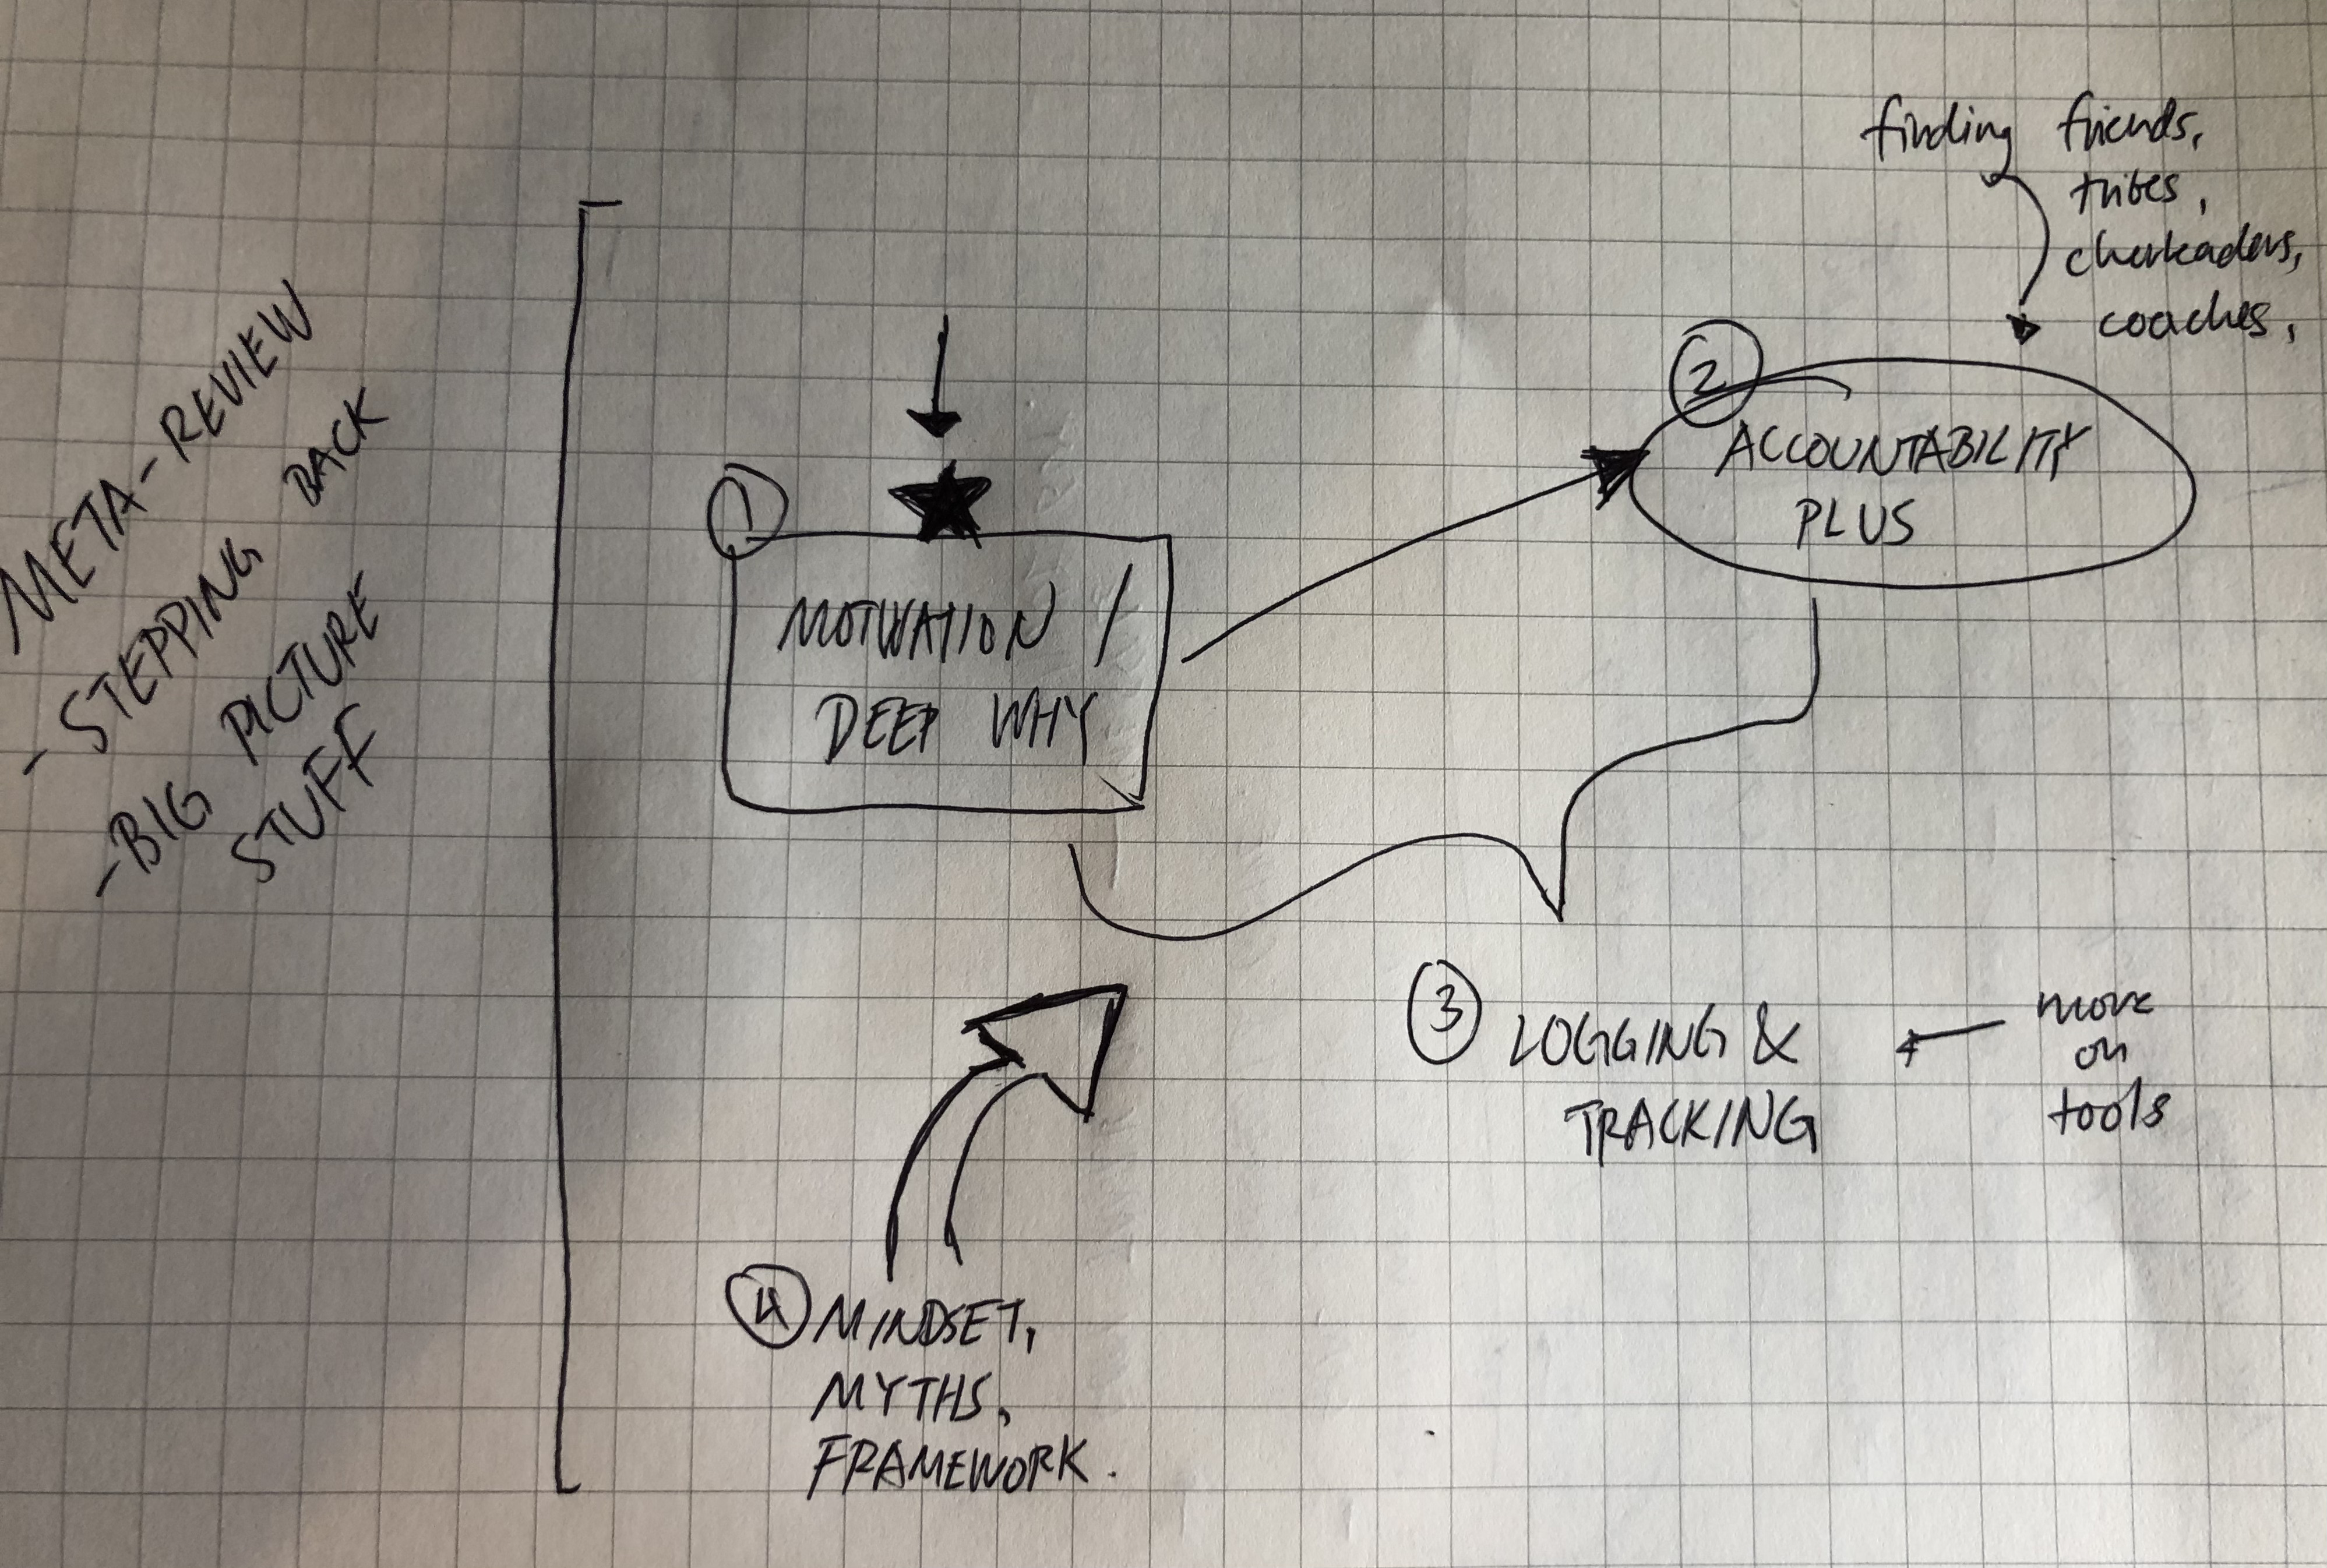 META-REVIEW
- STEPPING BACK
- BIG PICTURE
STUFF
1
MOTIVATION /
DEEP WHY
finding friends,
tribes,
cheerleaders,
coaches,
2
ACCOUNTABILITY
PLUS
3 LOGGING &
TRACKING
more
on
tools
4 MINDSET,
MYTHS,
FRAMEWORK.